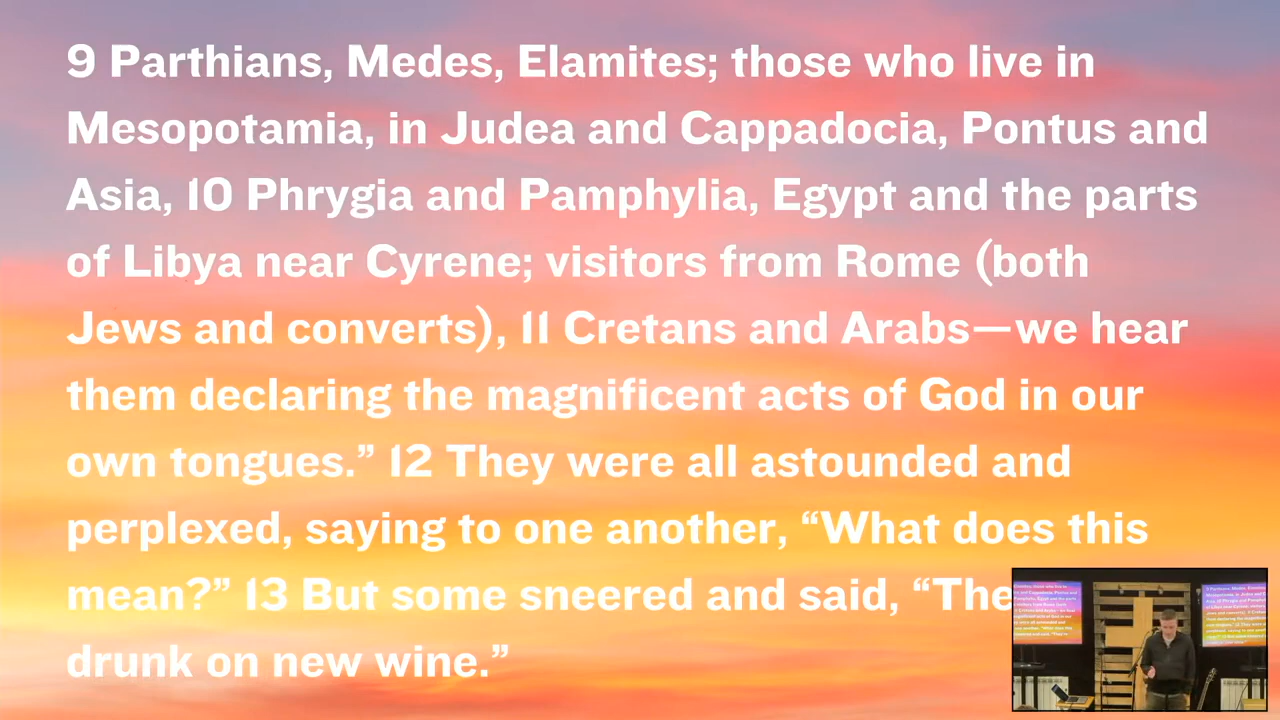 9 Parthians, Medes, Elamites; those who live in
Mesopotamia, in Judea and Cappadocia, Pontus and
Asia, 10 Phrygia and Pamphylia, Egypt and the parts
of Libya near Cyrene; visitors from Rome (both
Jews and converts), 11 Cretans and Arabs—we hear
them declaring the magnificent acts of God in our
own tongues.” 12 They were all astounded and
perplexed, saying to one another, “What does this
mean?” 13 But some sneered and said, “The
drunk on new wine.”